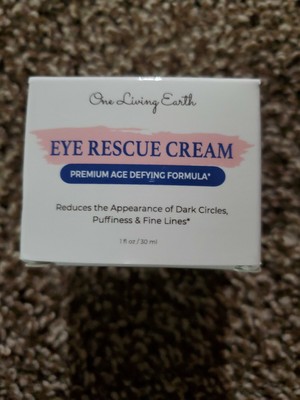 One Living Earth
EYE RESCUE CREAM
PREMIUM AGE DEFYING FORMULA*
Reduces the Appearance of Dark Circles,
Puffiness & Fine Lines*
1 fl oz / 30 ml